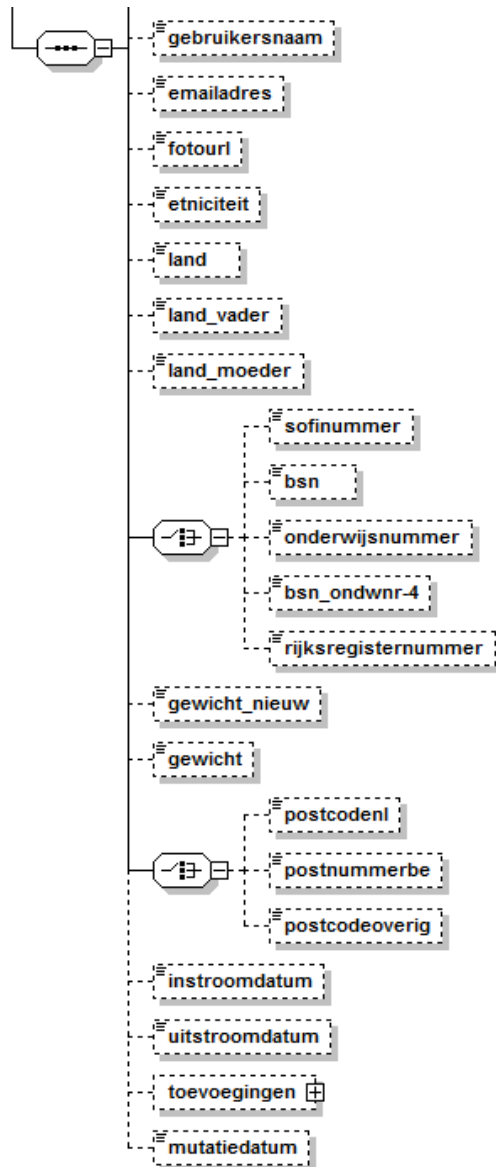 gebruikersnaam
emailadres
fotourl
etniciteit
land
land_vader
land_moeder
sofinummer
bsn
onderwijsnummer
bsn_ondwnr-4
rijksregisternummer
gewicht_nieuw
gewicht
postcodenl
postnummerbe
postcodeoverig
instroomdatum
uitstroomdatum
toevoegingen
mutatiedatum